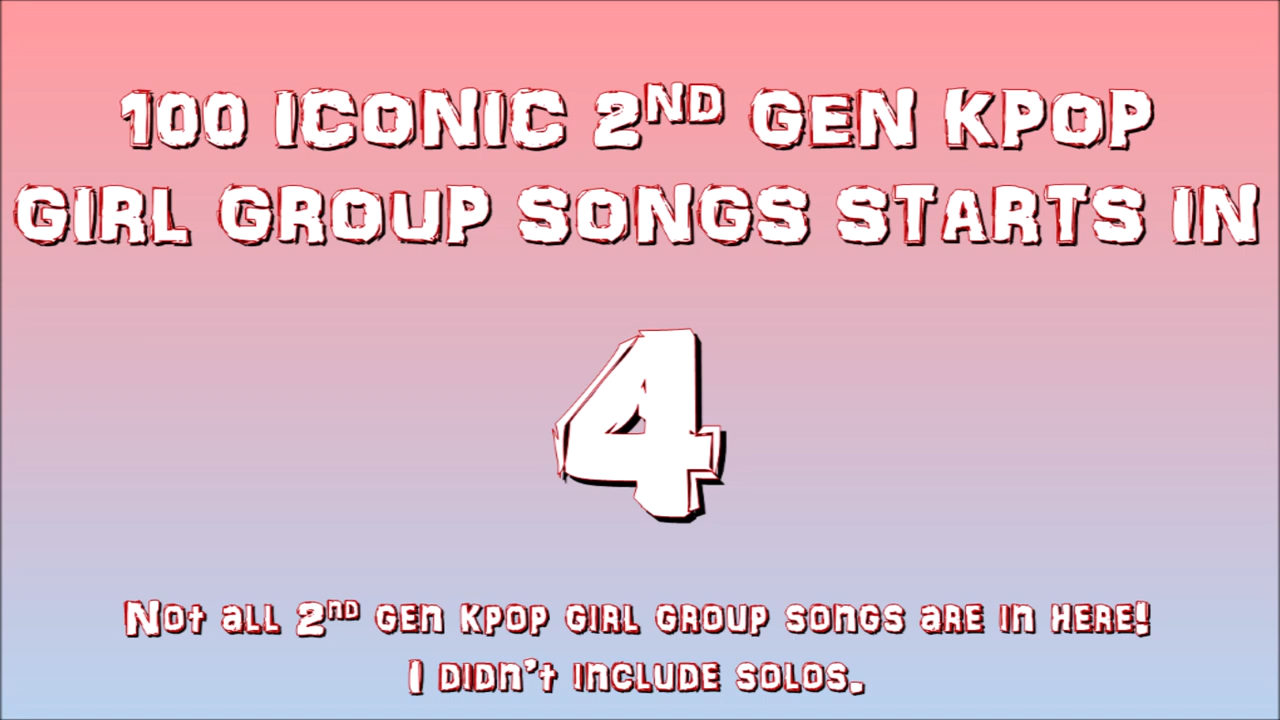 100 ICONIC 2ND GEN KPOP
GIRL GROUP SONGS STARTS IN
4
Not all 2nd gen kpop girl group songs are in here!
I didn't include solos.